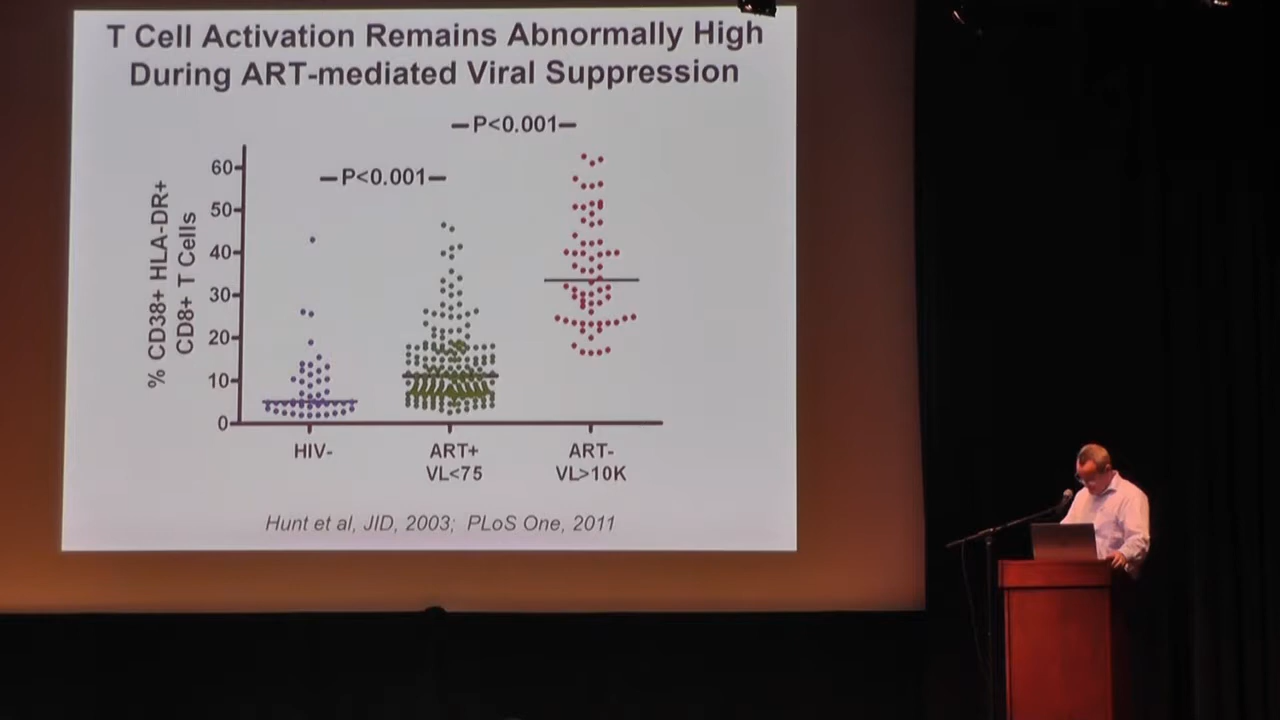 T Cell Activation Remains Abnormally High
During ART-mediated Viral Suppression
—P<0.001—
—P<0.001—
% CD38+ HLA-DR+
CD8+ T Cells
60
50
40
30
20
10
0
HIV-
ART+
VL<75
ART-
VL>10K
Hunt et al, JID, 2003; PLoS One, 2011